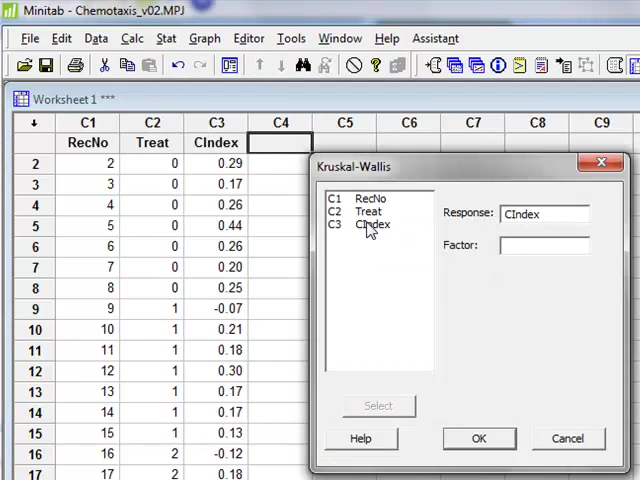 Minitab - Chemotaxis_v02.MPJ
File Edit Data Calc Stat Graph Editor Tools Window Help Assistant
Worksheet 1 ***
C1 C2 C3 C4 C5 C6 C7 C8 C9
RecNo Treat CIndex
2 2 0 0.29
3 3 0 0.17
4 4 0 0.26
5 5 0 0.44
6 6 0 0.26
7 7 0 0.20
8 8 0 0.25
9 9 1 -0.07
10 10 1 0.21
11 11 1 0.18
12 12 1 0.30
13 13 1 0.17
14 14 1 0.17
15 15 1 0.13
16 16 2 -0.12
17 17 2 0.18
Kruskal-Wallis
C1 RecNo
C2 Treat
C3 CIndex
Response: CIndex
Factor:
Select
Help OK Cancel